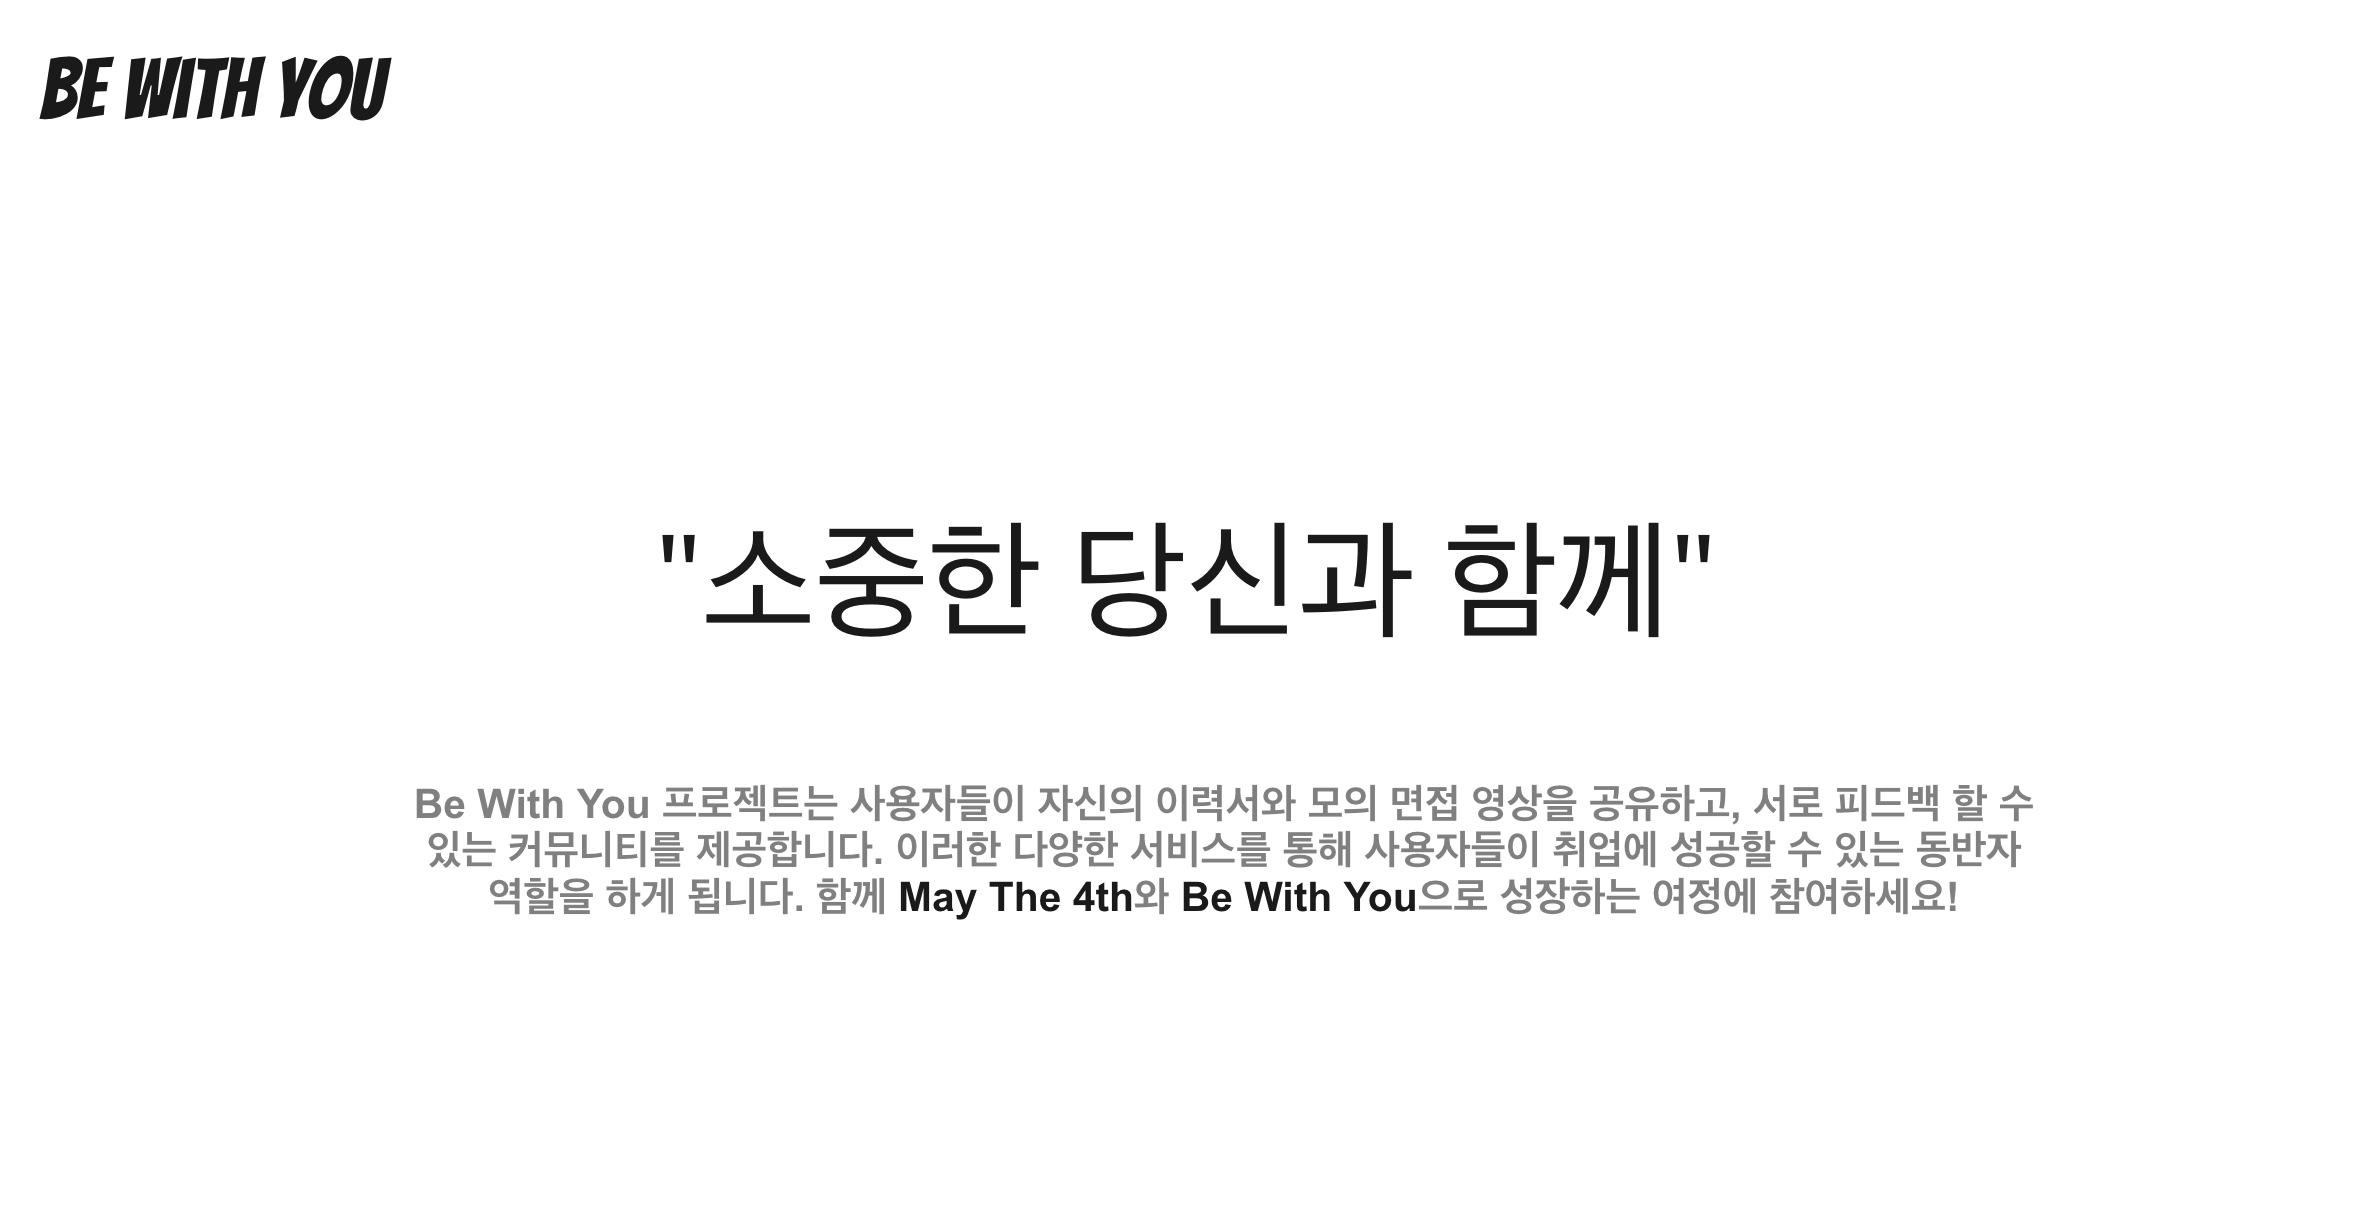 BE WITH YOU
"소중한 당신과 함께"
Be With You 프로젝트는 사용자들이 자신의 이력서와 모의 면접 영상을 공유하고, 서로 피드백 할 수
있는 커뮤니티를 제공합니다. 이러한 다양한 서비스를 통해 사용자들이 취업에 성공할 수 있는 동반자
역할을 하게 됩니다. 함께 May The 4th와 Be With You으로 성장하는 여정에 참여하세요!